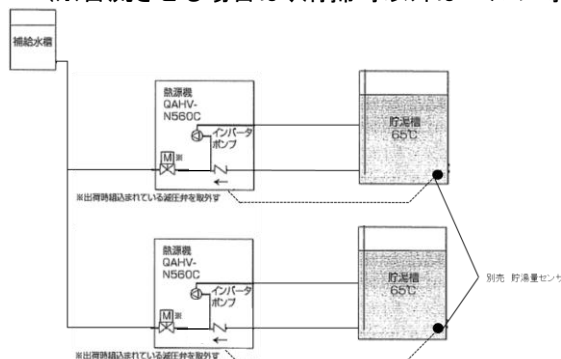 補給水槽
熱源機
QAHV-
N560C
インバータ
ポンプ
M ※
※出荷時組込まれている減圧弁を取外す
貯湯槽
65℃
別売 貯湯量センサ
熱源機
QAHV-
N560C
インバータ
ポンプ
M ※
※出荷時組込まれている減圧弁を取外す
貯湯槽
65℃